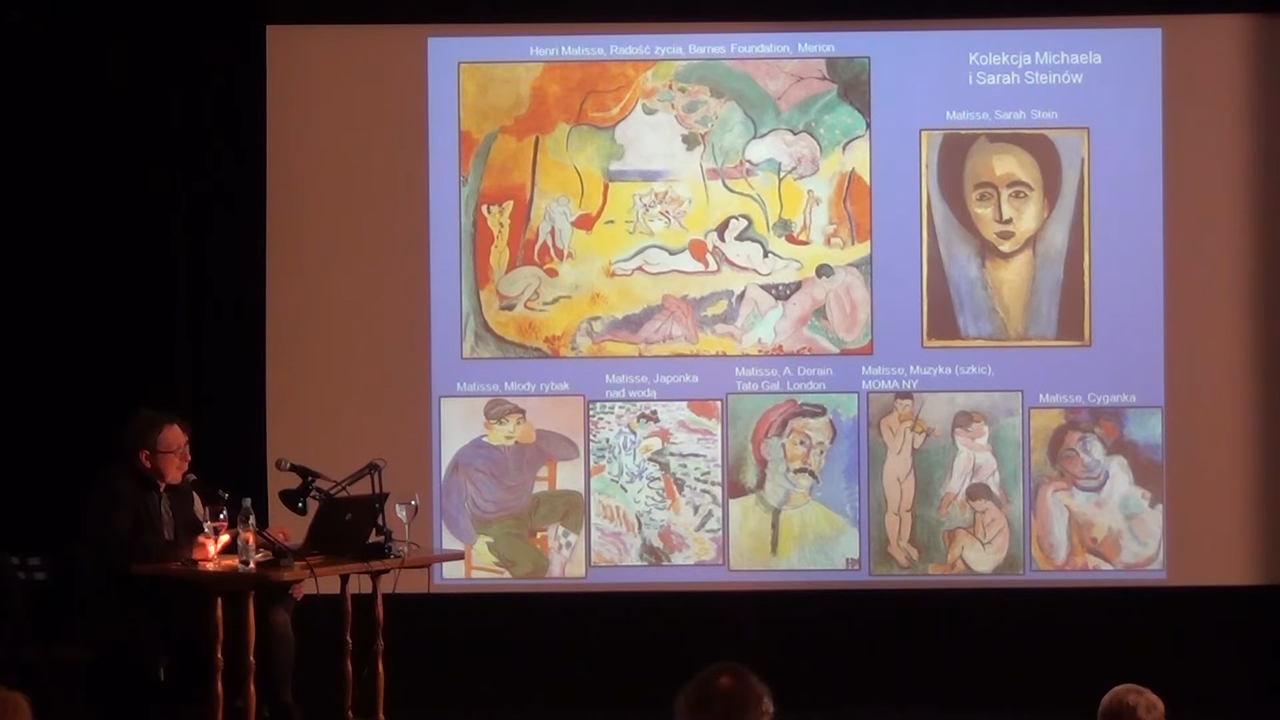 Henri Matisse, Radość życia, Barnes Foundation, Merion
Kolekcja Michaela
i Sarah Steinów
Matisse, Sarah Stein
Matisse, Młody rybak
Matisse, Japonka
nad wodą
Matisse, A. Derain.
Tate Gal. London
Matisse, Muzyka (szkic),
MOMA NY
Matisse, Cyganka